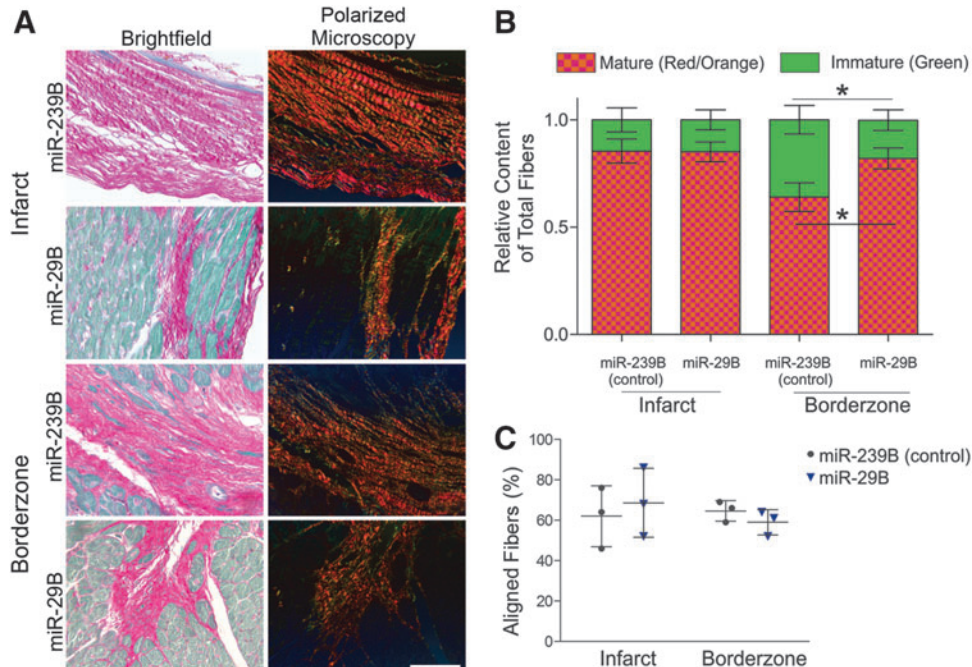 A
Brightfield
Polarized
Microscopy
Infarct
miR-239B
miR-29B
Borderzone
miR-239B
miR-29B
B
Mature (Red/Orange)
Immature (Green)
Relative Content
of Total Fibers
1.0
0.5
0.0
*
*
miR-239B
(control)
miR-29B
miR-239B
(control)
miR-29B
Infarct
Borderzone
C
Aligned Fibers (%)
100
80
60
40
20
0
miR-239B (control)
miR-29B
Infarct
Borderzone